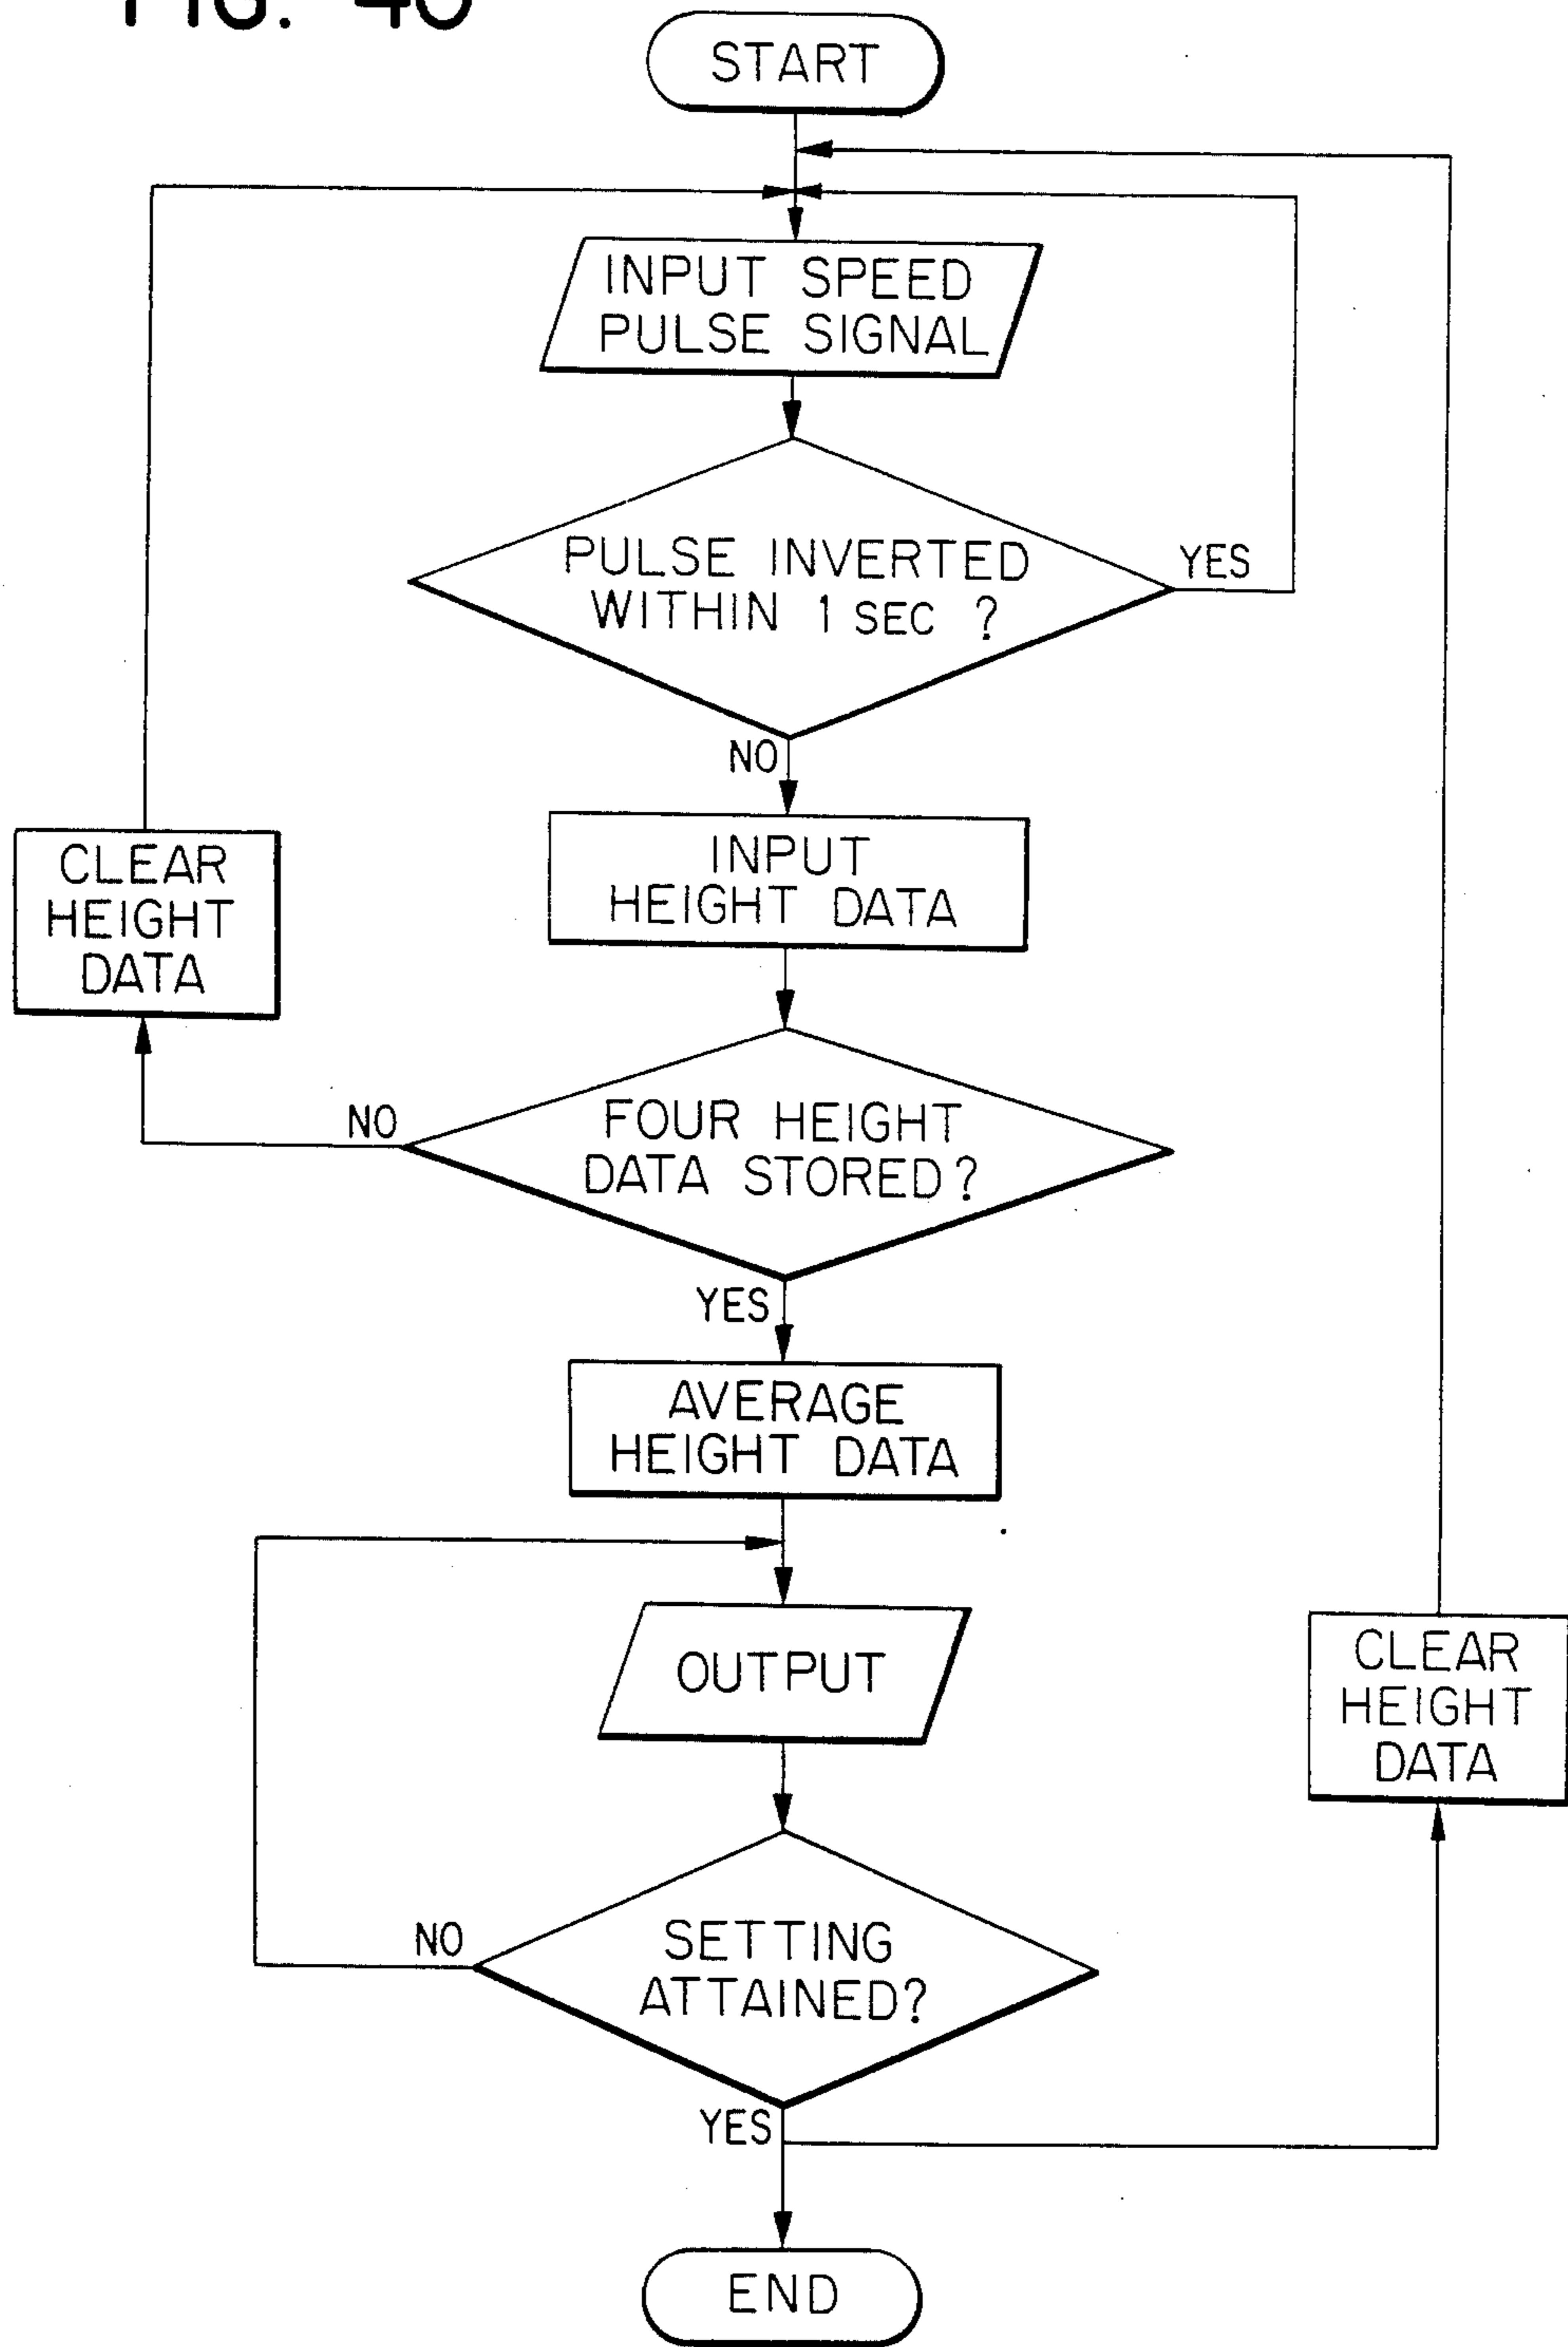 START
INPUT SPEED
PULSE SIGNAL
PULSE INVERTED
WITHIN 1 SEC ?
YES
NO
INPUT
HEIGHT DATA
CLEAR
HEIGHT
DATA
FOUR HEIGHT
DATA STORED?
NO
YES
AVERAGE
HEIGHT DATA
OUTPUT
CLEAR
HEIGHT
DATA
SETTING
ATTAINED?
NO
YES
END